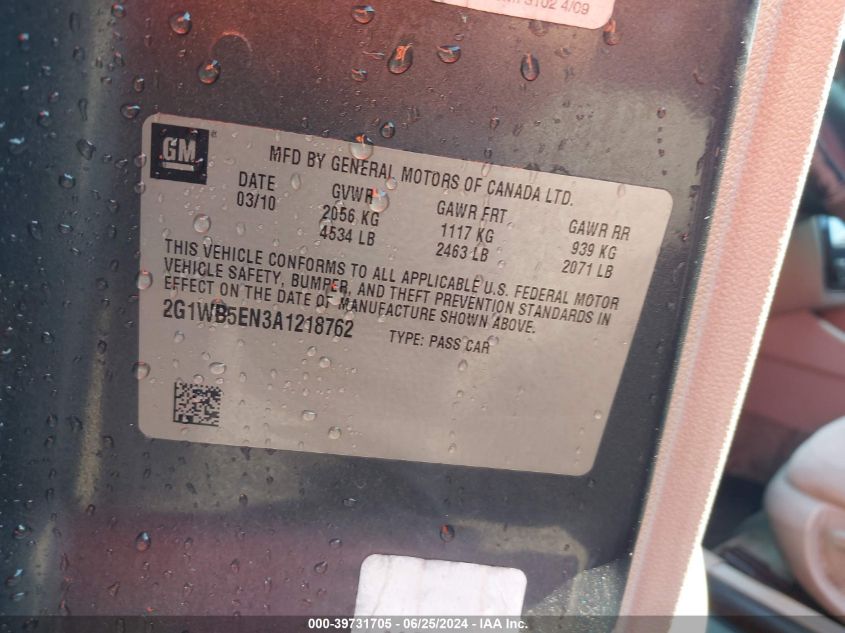 3102 4/09
GM
MFD BY GENERAL MOTORS OF CANADA LTD.
DATE GVWR GAWR FRT GAWR RR
03/10 2056 KG 1117 KG 939 KG
4534 LB 2463 LB 2071 LB
THIS VEHICLE CONFORMS TO ALL APPLICABLE U.S. FEDERAL MOTOR
VEHICLE SAFETY, BUMPER, AND THEFT PREVENTION STANDARDS IN
EFFECT ON THE DATE OF MANUFACTURE SHOWN ABOVE.
2G1WB5EN3A1218762 TYPE: PASS CAR
000-39731705 - 06/25/2024 - IAA Inc.